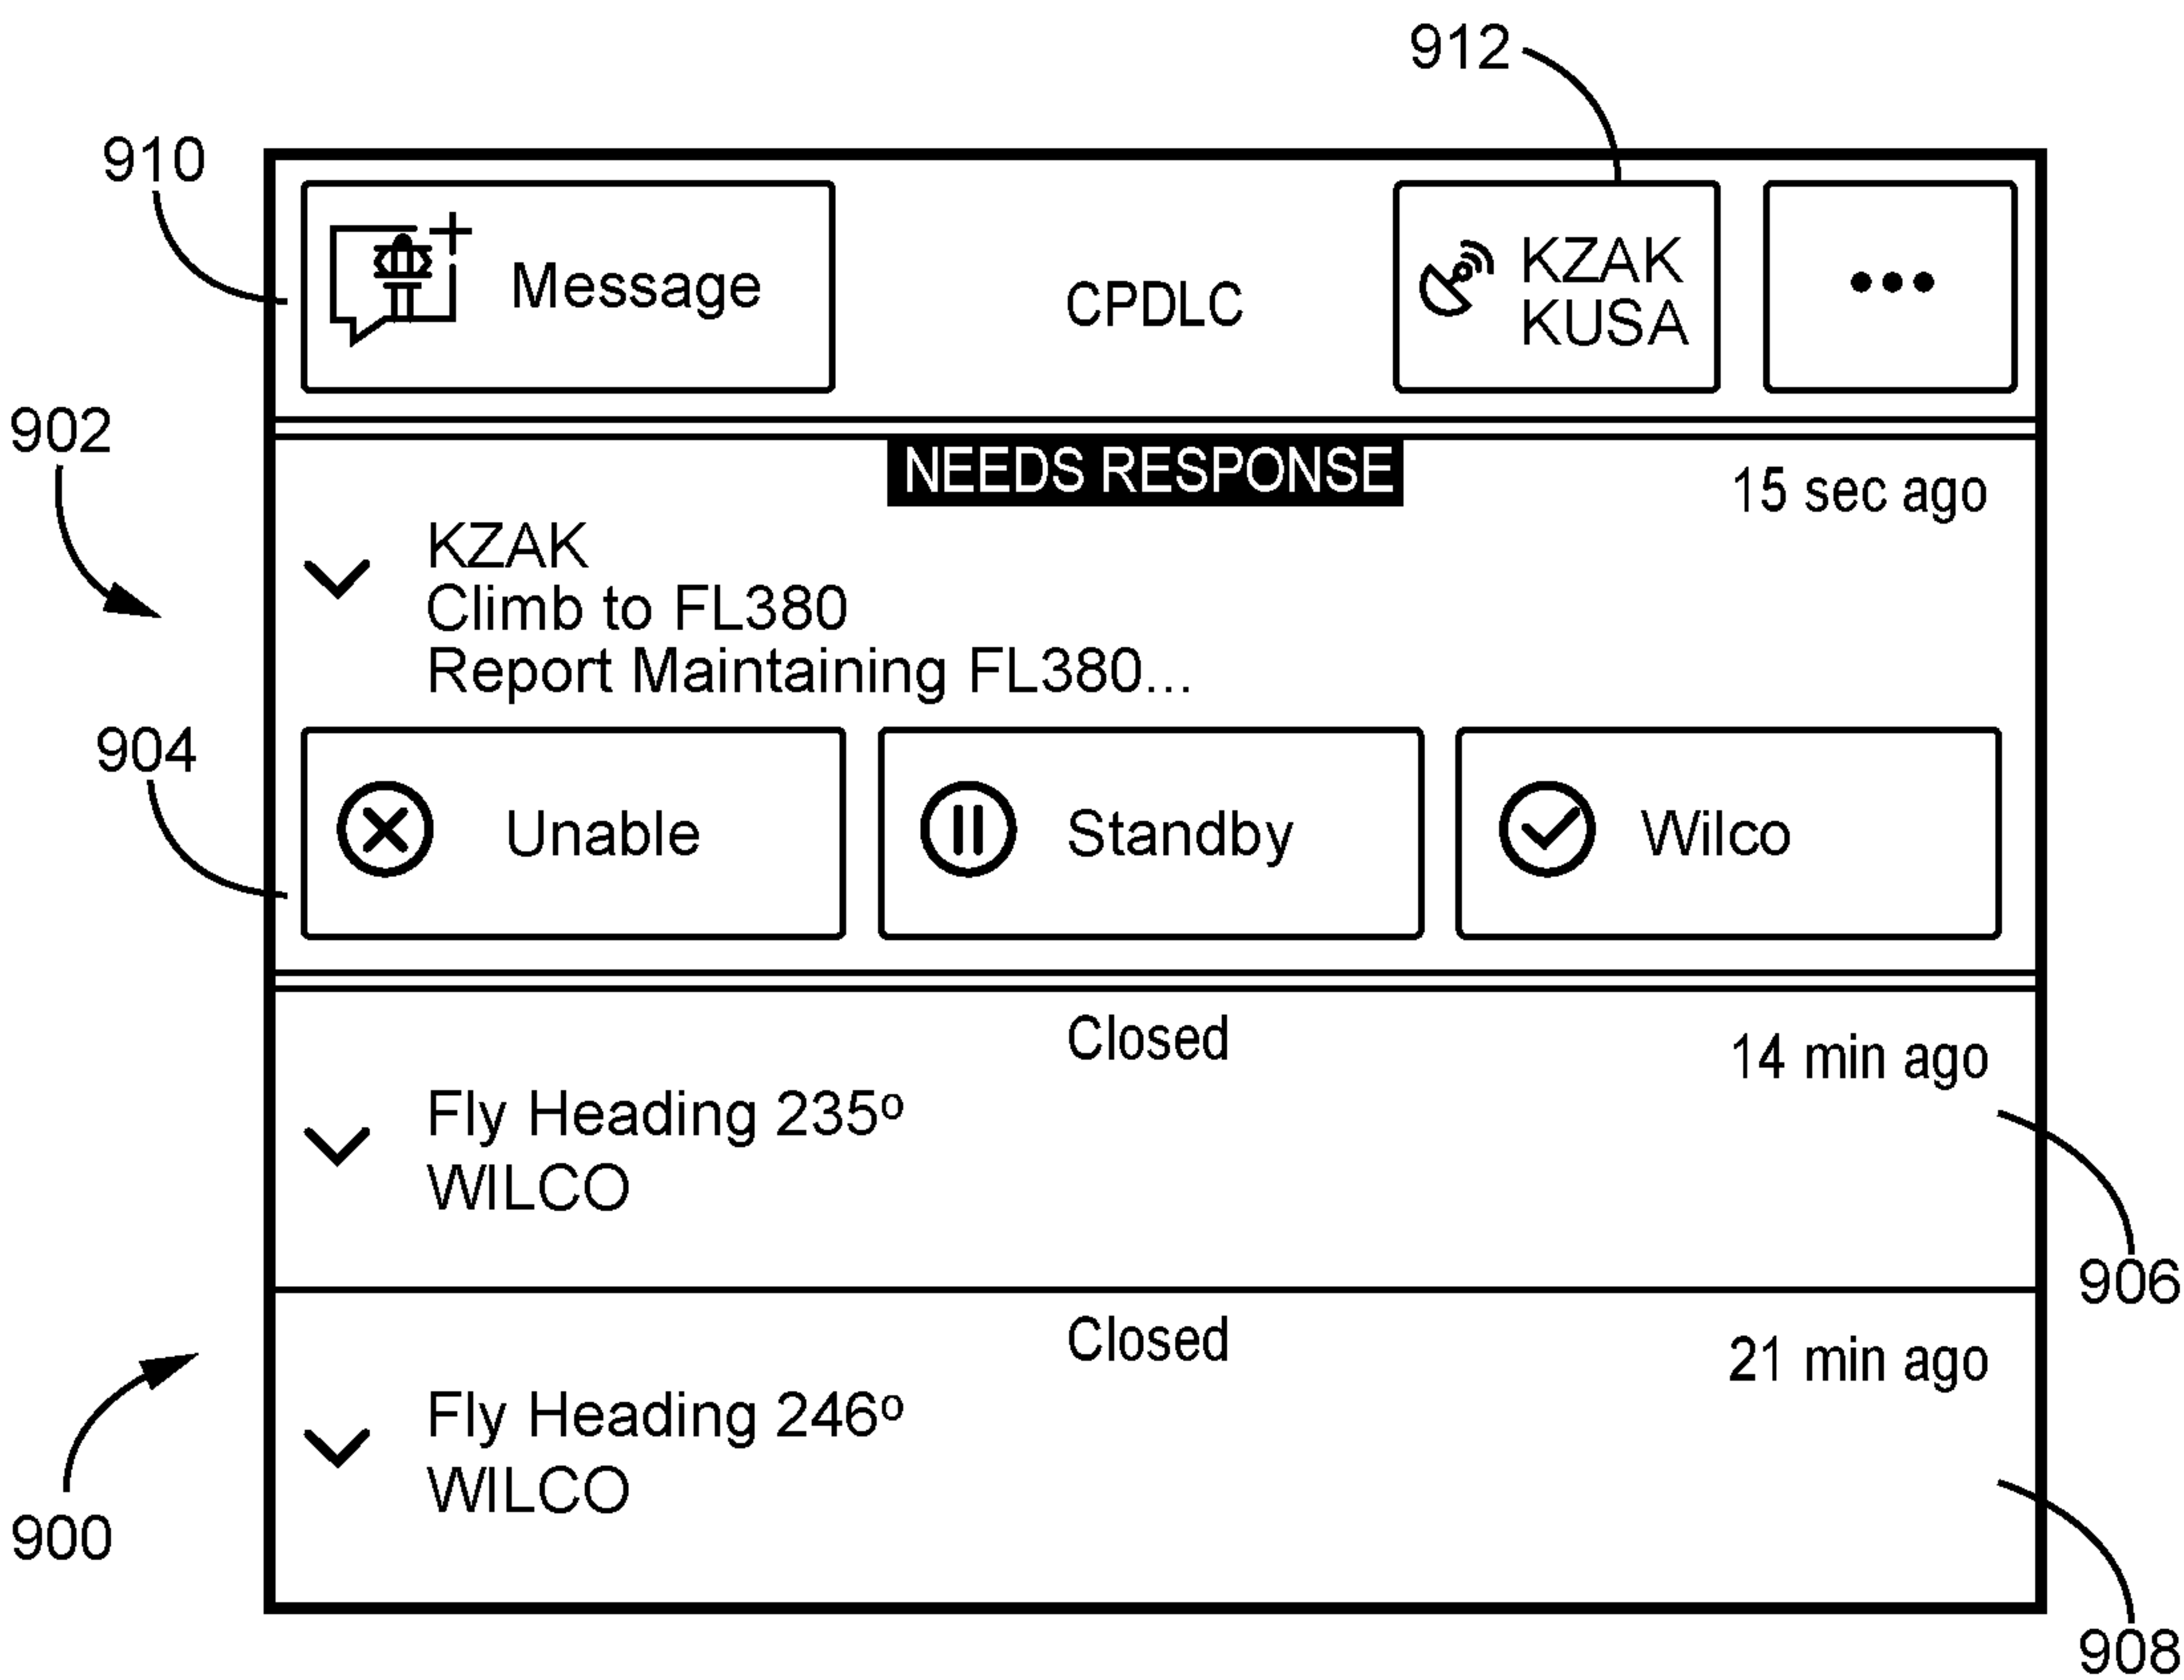 912
910
Message
CPDLC
KZAK
KUSA
902
NEEDS RESPONSE
15 sec ago
KZAK
Climb to FL380
Report Maintaining FL380...
904
Unable
Standby
Wilco
Closed
14 min ago
Fly Heading 235º
WILCO
906
Closed
21 min ago
Fly Heading 246º
WILCO
900
908